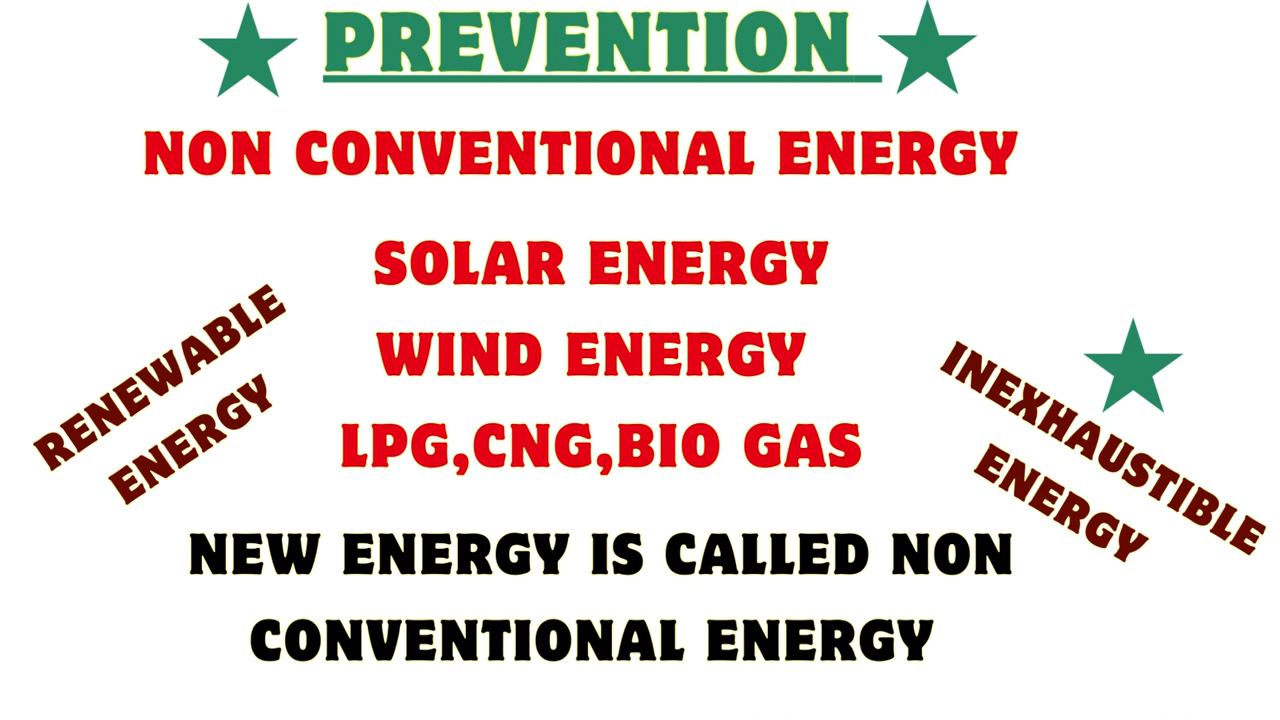 PREVENTION
NON CONVENTIONAL ENERGY
SOLAR ENERGY
WIND ENERGY
LPG,CNG,BIO GAS
RENEWABLE
ENERGY
INEXHAUSTIBLE
ENERGY
NEW ENERGY IS CALLED NON
CONVENTIONAL ENERGY